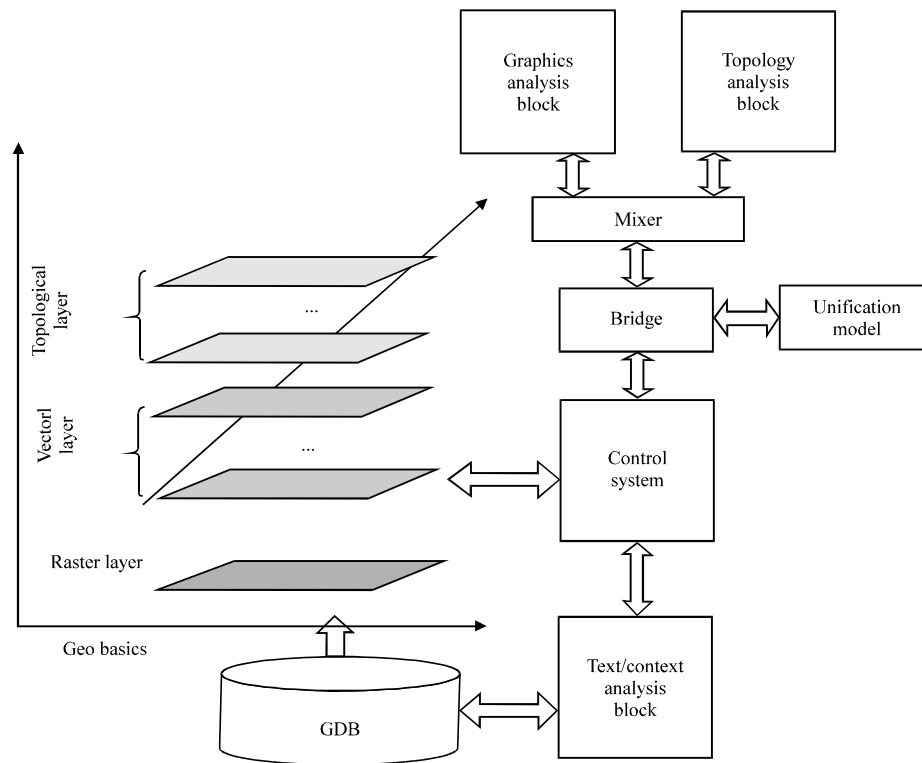 Graphics
analysis
block
Topology
analysis
block
Mixer
Bridge
Unification
model
Topological
layer
...
Vectorl
layer
...
Control
system
Raster layer
Geo basics
Text/context
analysis
block
GDB